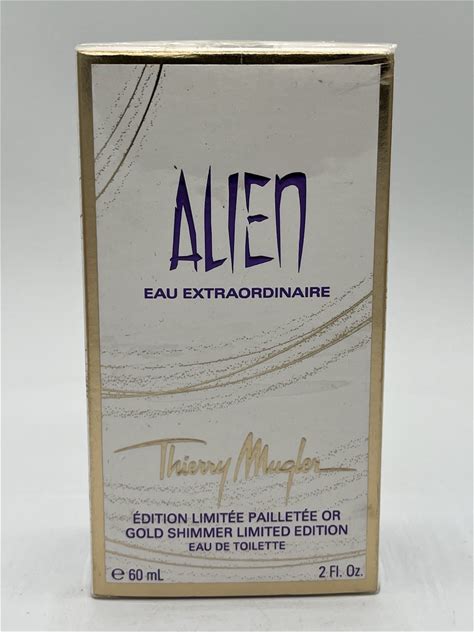 ALIEN
EAU EXTRAORDINAIRE
Thierry Mugler
ÉDITION LIMITÉE PAILLETÉE OR
GOLD SHIMMER LIMITED EDITION
EAU DE TOILETTE
℮ 60 mL 2 Fl. Oz.